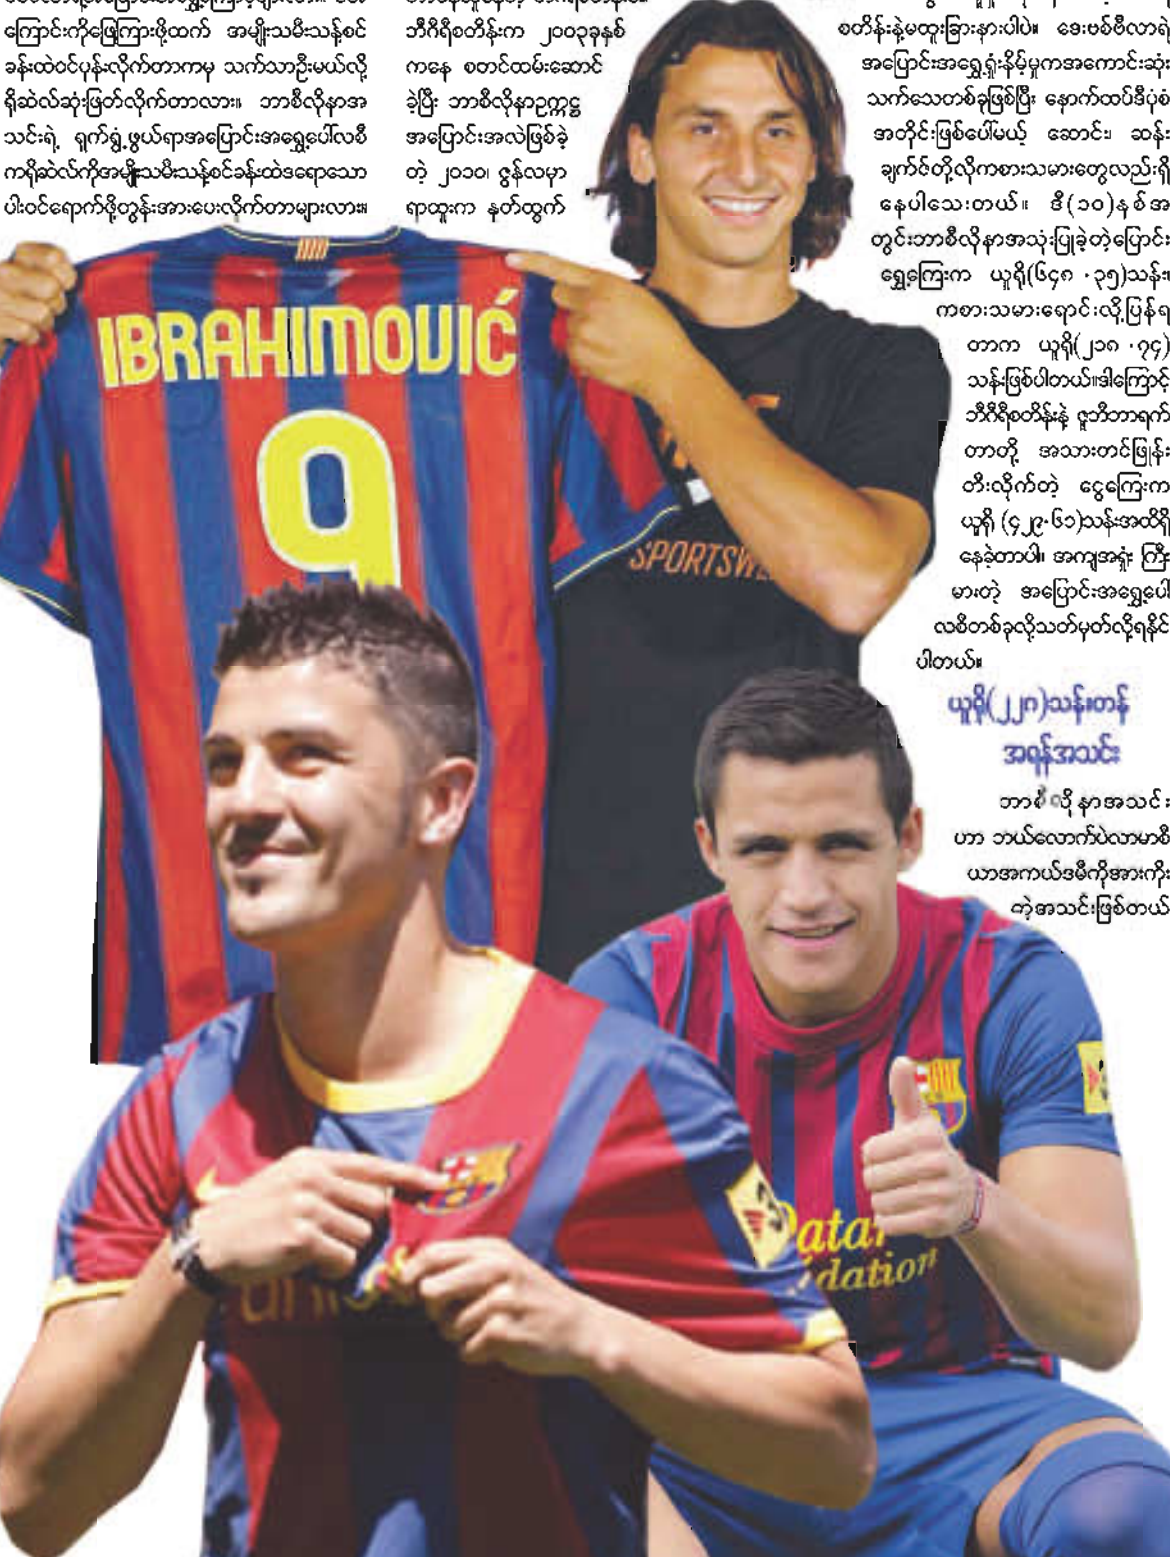 ကြောင်းကိုဖြေကြားဖို့ထက် အမျိုးသမီးသန့်စင်
ခန်းထဲဝင်ပုန်းလိုက်တာကမှ သက်သာဦးမယ်လို့
ရိုဆဲလ်ဆုံးဖြတ်လိုက်တာလား။ ဘာစီလိုနာအ
သင်းရဲ့ ရှက်ရွံ့ဖွယ်ရာအပြောင်းအရွှေ့ပေါ်လစီ
ကရိုဆဲလ်ကိုအမျိုးသမီးသန့်စင်ခန်းထဲဒရောသော
ပါးဝင်ရောက်ဖို့တွန်းအားပေးလိုက်တာများလား။
ဘီဂီရီစတိန်းက ၂၀၀၃ခုနှစ်
ကနေ စတင်ထမ်းဆောင်
ခဲ့ပြီး ဘာစီလိုနာဥက္ကဋ္ဌ
အပြောင်းအလဲဖြစ်ခဲ့
တဲ့ ၂၀၁၀၊ ဇွန်လမှာ
ရာထူးက နုတ်ထွက်
စတိန်းနဲ့မထူးခြားနားပါပဲ။ ဒေးဗစ်ဗီလာရဲ့
အပြောင်းအရွှေ့ရှုံးနိမ့်မှုကအကောင်းဆုံး
သက်သေတစ်ခုဖြစ်ပြီး နောက်ထပ်ဒီပုံစံ
အတိုင်းဖြစ်ပေါ်မယ့် ဆောင်း၊ ဆန်း
ချက်ဇ်တို့လိုကစားသမားတွေလည်းရှိ
နေပါသေးတယ်။ ဒီ(၁၀)နှစ်အ
တွင်းဘာစီလိုနာအသုံးပြုခဲ့တဲ့ပြောင်း
ရွှေ့ကြေးက ယူရို(၆၄၈ ·၃၅)သန်း၊
ကစားသမားရောင်းလို့ပြန်ရ
တာက ယူရို(၂၁၈ ·၇၄)
သန်းဖြစ်ပါတယ်။ဒါကြောင့်
ဘီဂီရီစတိန်းနဲ့ ဇူဘီဘာရက်
တာတို့ အသားတင်ဖြုန်း
တီးလိုက်တဲ့ ငွေကြေးက
ယူရို (၄၂၉·၆၁)သန်းအထိရှိ
နေခဲ့တာပါ။ အကျအရှုံး ကြီး
မားတဲ့ အပြောင်းအရွှေ့ပေါ်
လစီတစ်ခုလို့သတ်မှတ်လို့ရနိုင်
ပါတယ်။
ယူရို(၂၂၈)သန်းတန်
အရန်အသင်း
ဘာစီလိုနာအသင်း
ဟာ ဘယ်လောက်ပဲလာမာစီ
ယာအကယ်ဒမီကိုအားကိုး
တဲ့အသင်းဖြစ်တယ်
IBRAHIMOVIĆ
9
SPORTSWE
Qatar
dation
unic